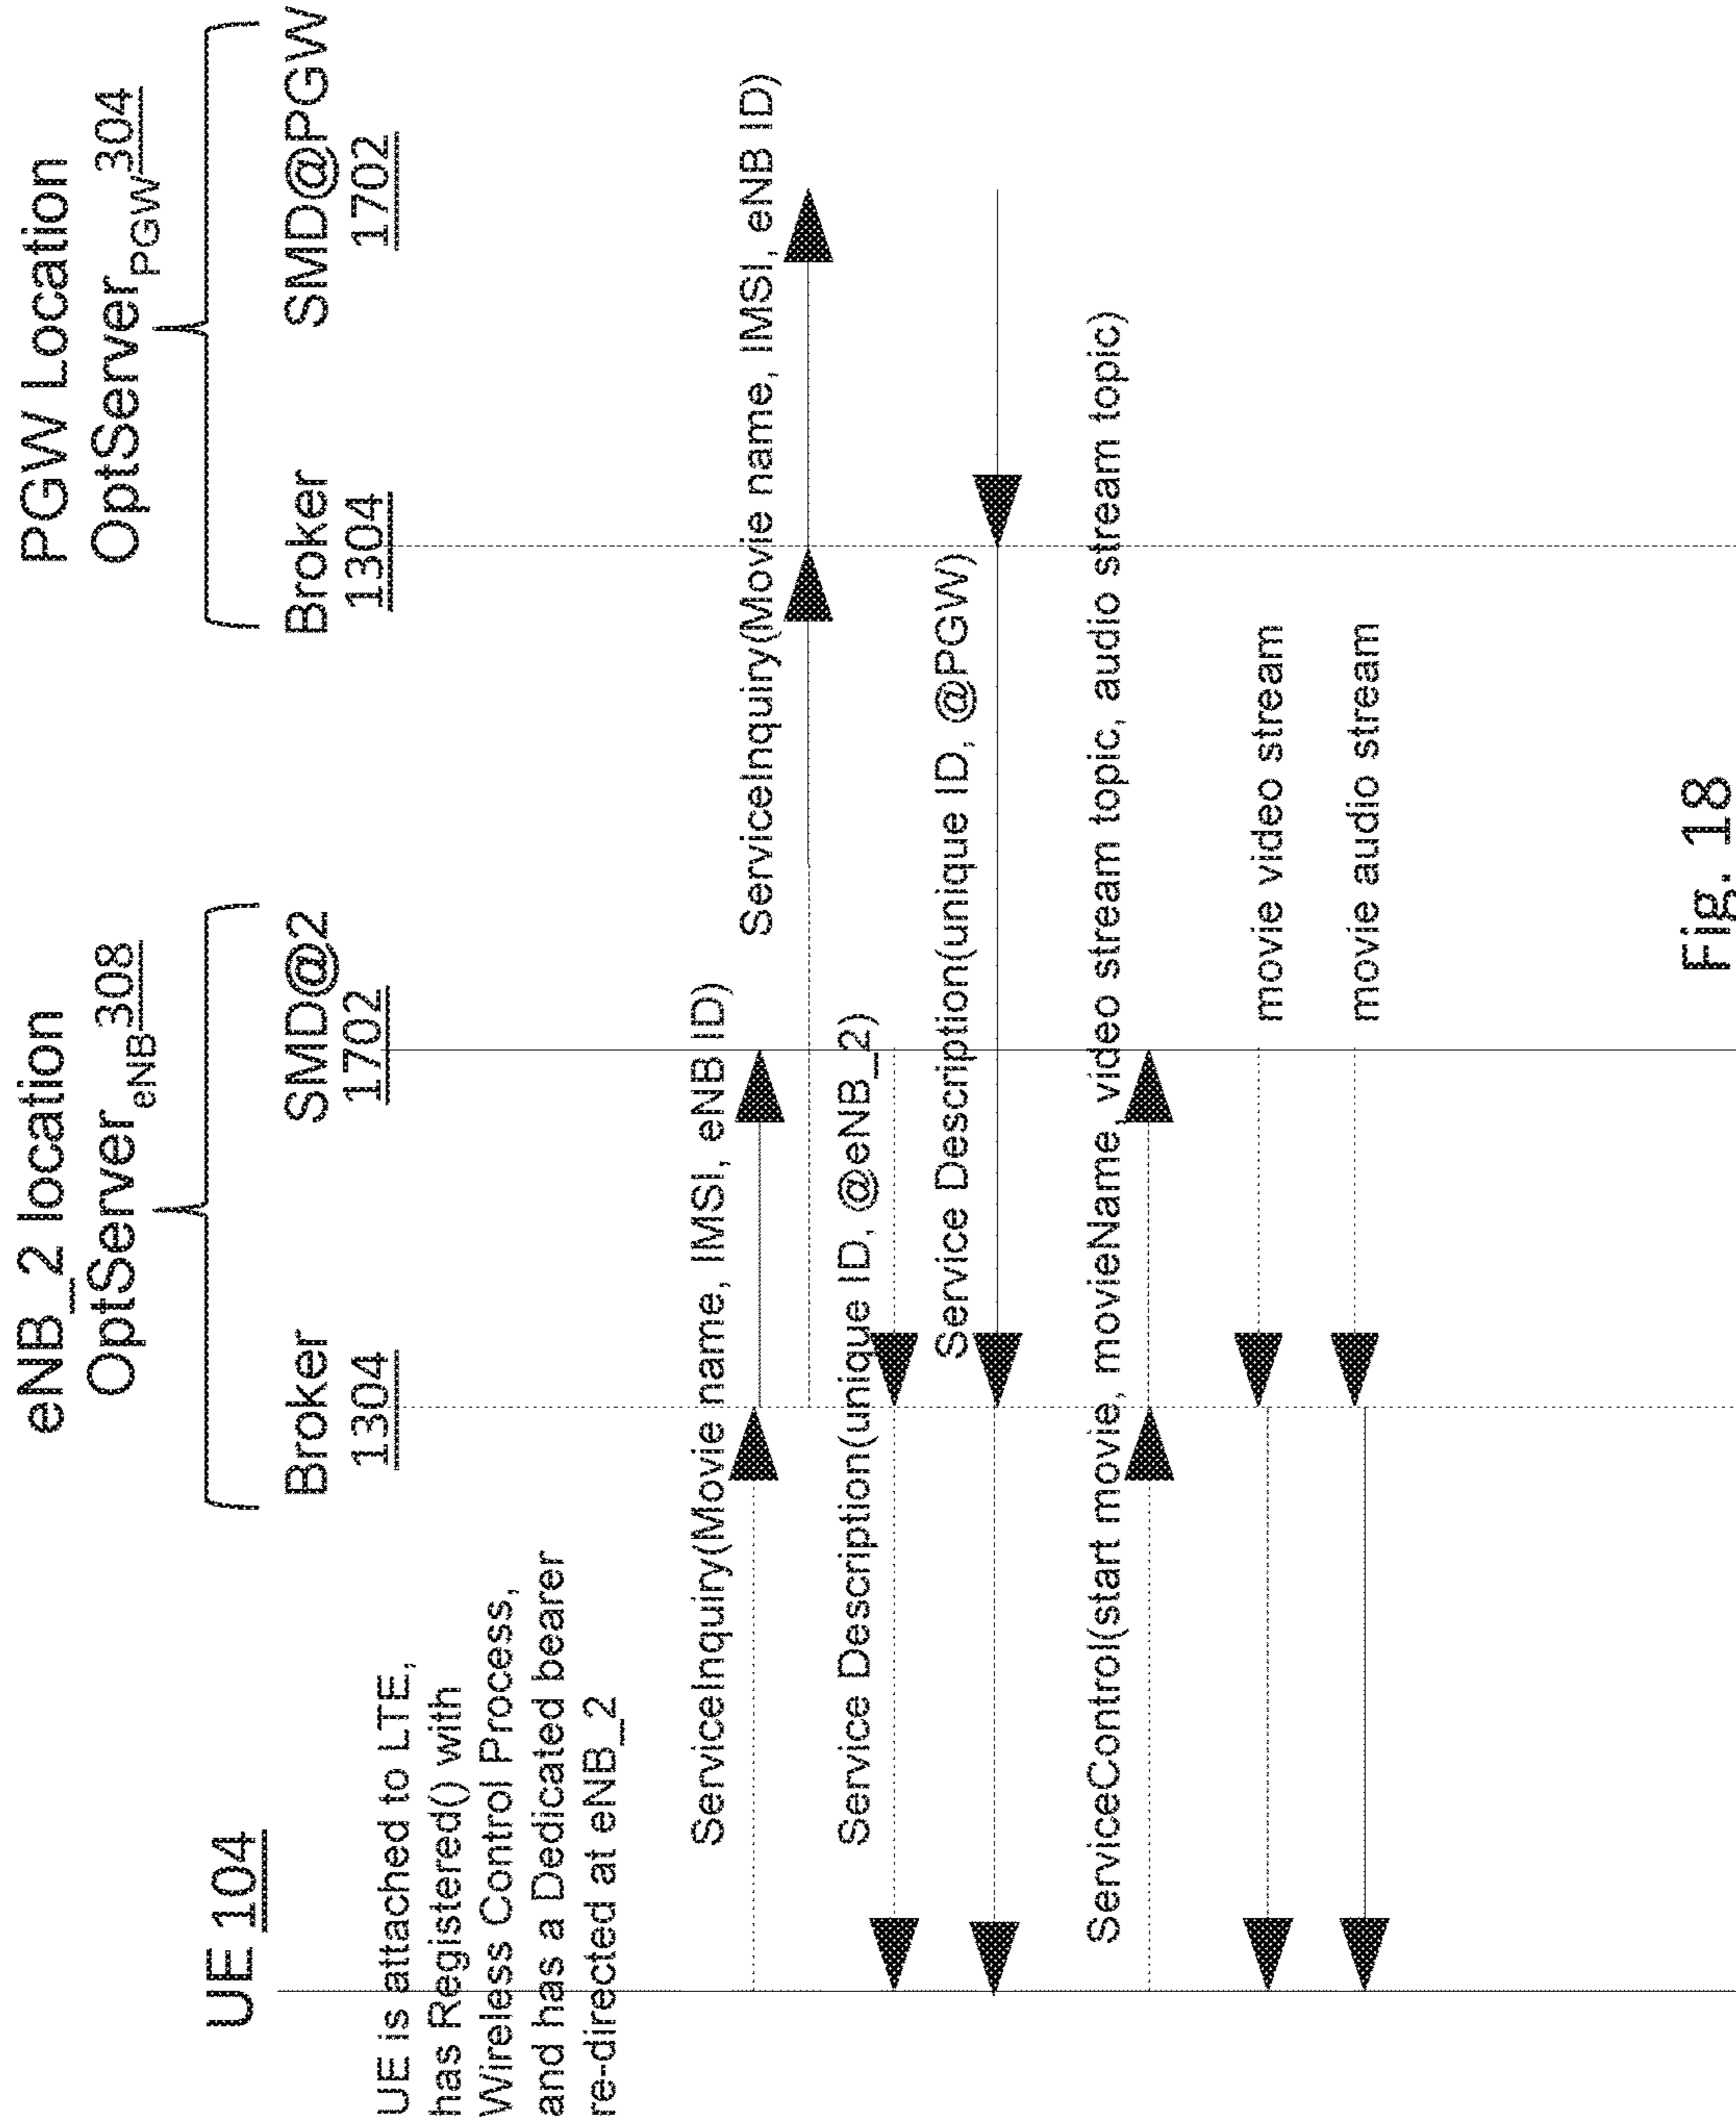 eNB_2 location
OptServer eNB 308
PGW Location
OptServer PGW 304
UE 104
Broker
1304
SMD@2
1702
Broker
1304
SMD@PGW
1702
UE is attached to LTE,
has Registered() with
Wireless Control Process,
and has a Dedicated bearer
re-directed at eNB_2
ServiceInquiry(Movie name, IMSI, eNB ID)
ServiceInquiry(Movie name, IMSI, eNB ID)
Service Description(unique ID, @eNB_2)
Service Description(unique ID, @PGW)
ServiceControl(start movie, movieName, video stream topic, audio stream topic)
movie video stream
movie audio stream
Fig. 18